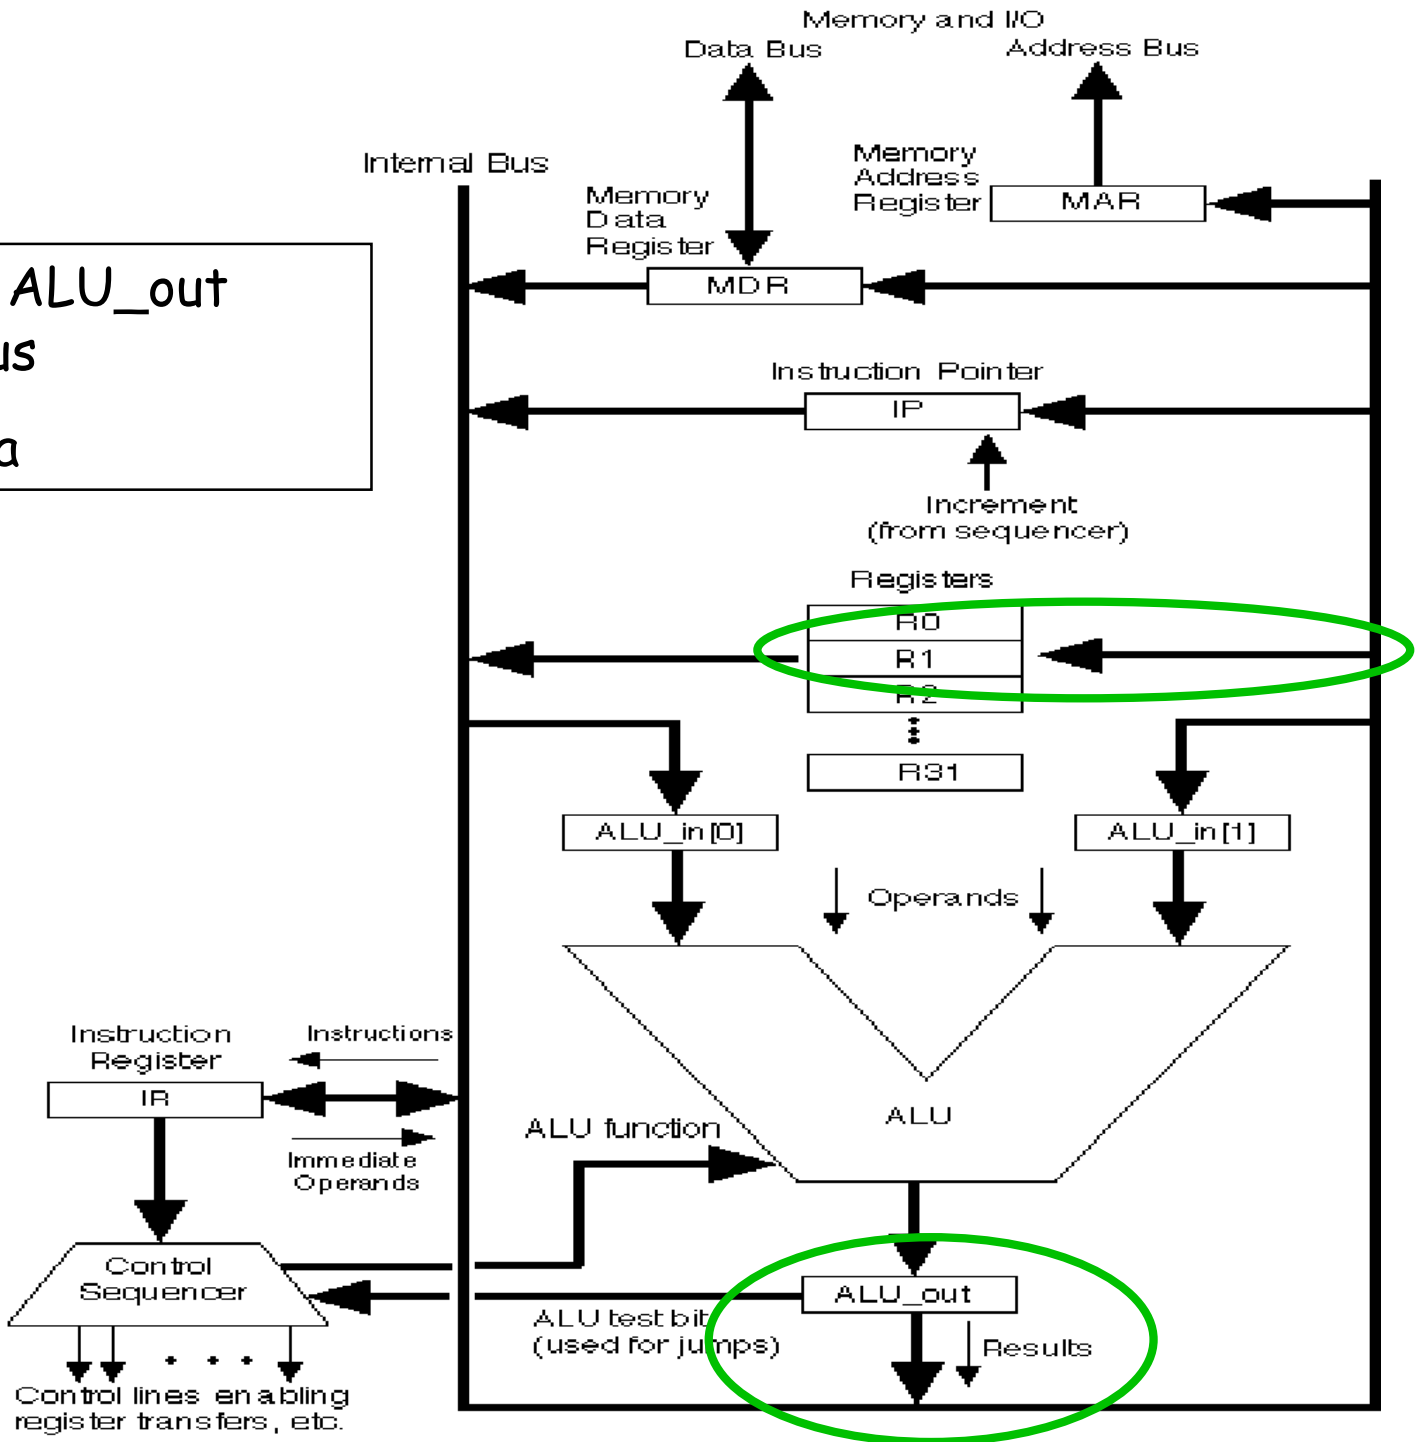 Memory and I/O
Data Bus
Address Bus
Internal Bus
Memory
Data
Register
Memory
Address
Register
MAR
MDR
ALU_out
us
a
Instruction Pointer
IP
Increment
(from sequencer)
Registers
R0
R1
R2
R31
ALU_in[0]
ALU_in[1]
Operands
Instruction
Register
Instructions
IR
Immediate
Operands
ALU function
ALU
Control
Sequencer
ALU_out
ALU test bit
(used for jumps)
Results
Control lines enabling
register transfers, etc.